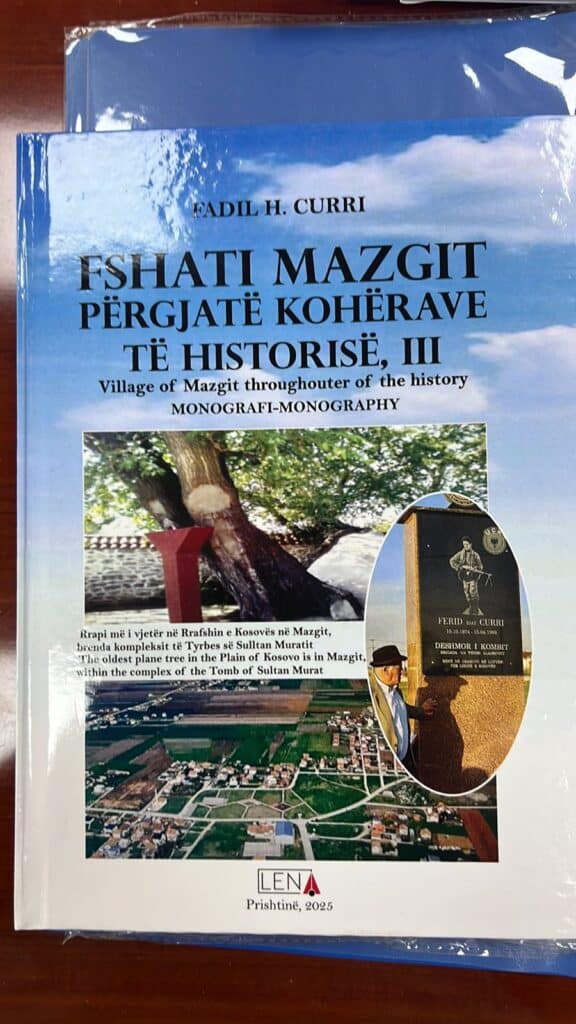 FADIL H. CURRI
FSHATI MAZGIT
PËRGJATË KOHËRAVE
TË HISTORISË, III
Village of Mazgit throughouter of the history
MONOGRAFI-MONOGRAPHY
Rrapi më i vjetër në Rrafshin e Kosovës në Mazgit,
brenda kompleksit të Tyrbes së Sulltan Muratit
The oldest plane tree in the Plain of Kosovo is in Mazgit,
within the complex of the Tomb of Sultan Murat
FERID CURRI
DËSHMOR I KOMBIT
LENA
Prishtinë, 2025